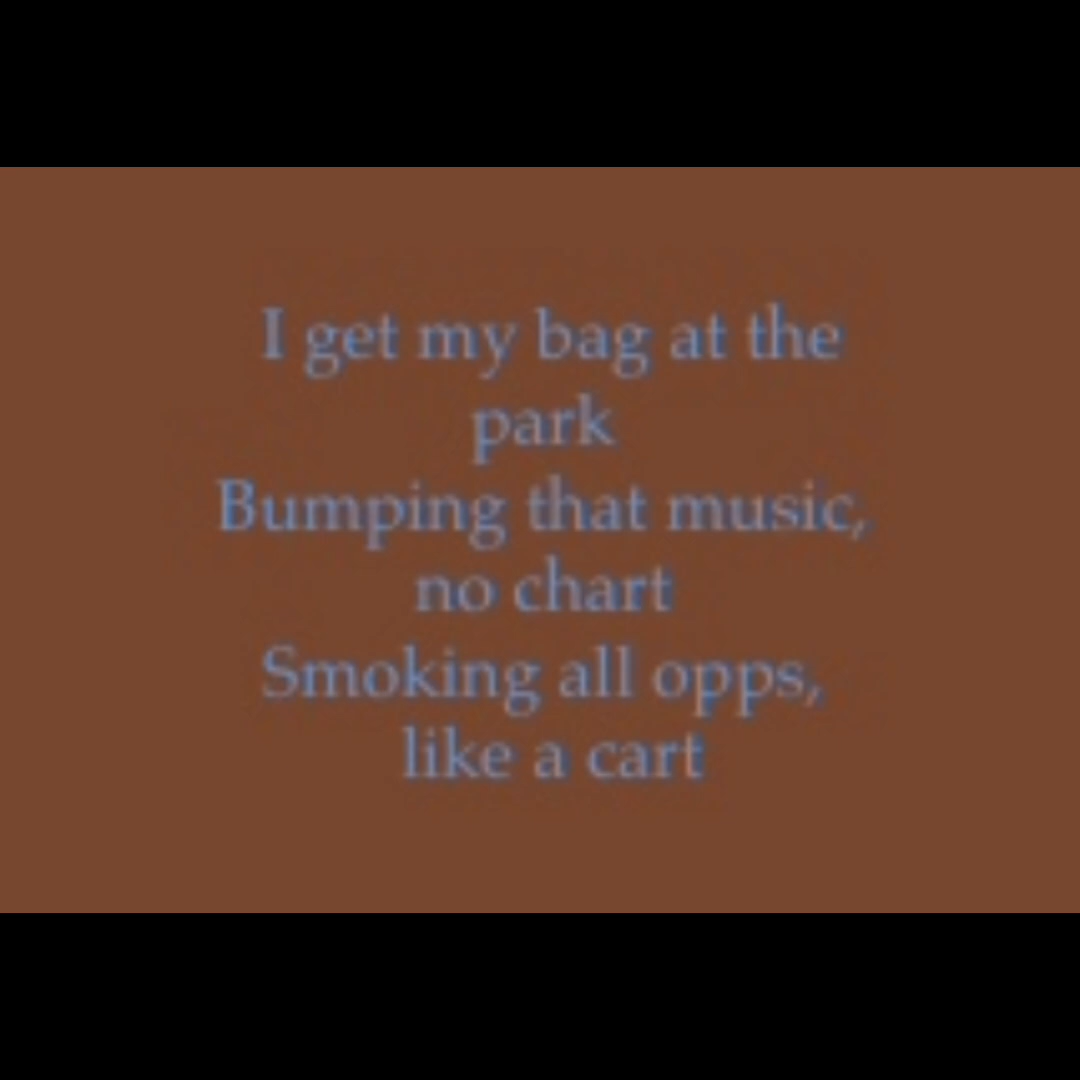 I get my bag at the
park
Bumping that music,
no chart
Smoking all opps,
like a cart